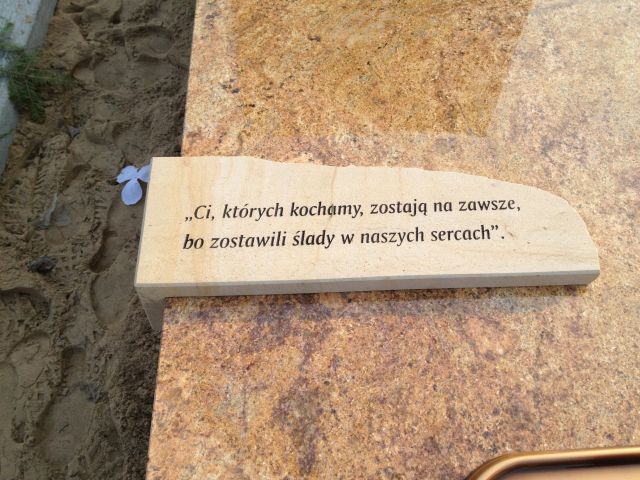 „Ci, których kochamy, zostają na zawsze,
bo zostawili ślady w naszych sercach”.